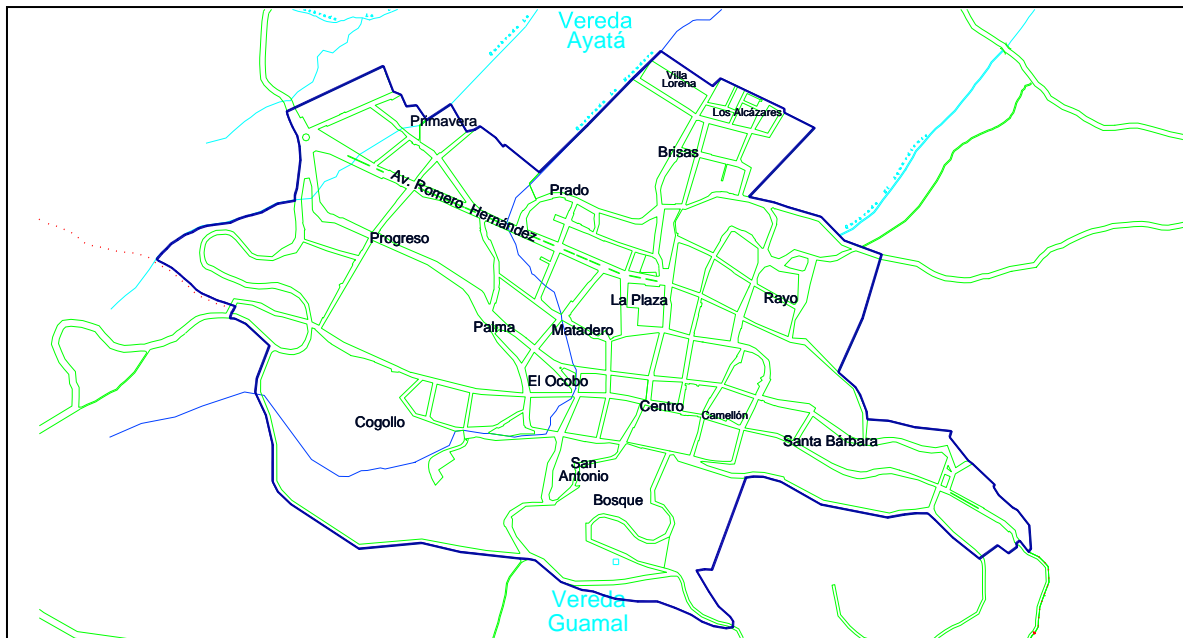 Vereda
Ayatá
Villa
Lorena
Los Alcázares
Primavera
Brisas
Av. Romero Hernández
Prado
Progreso
La Plaza
Rayo
Palma
Matadero
El Ocobo
Centro
Camellón
Cogollo
Santa Bárbara
San
Antonio
Bosque
Vereda
Guamal